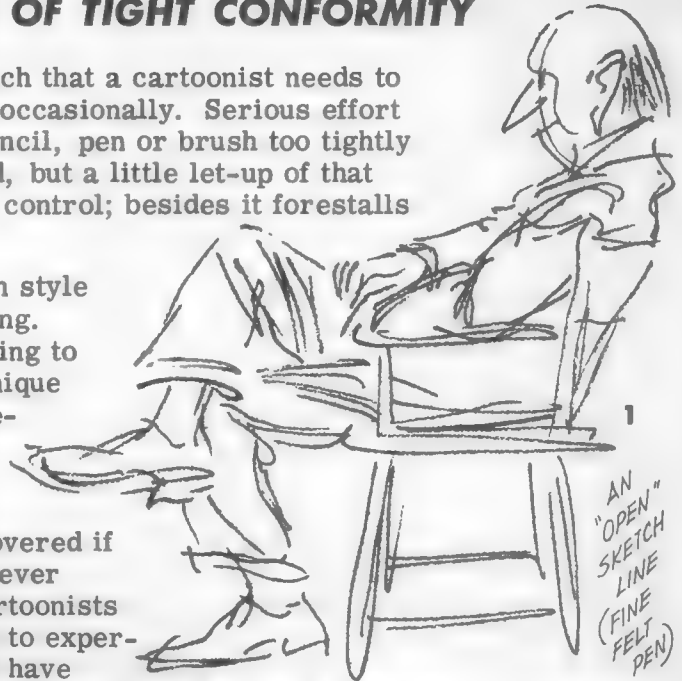 OF TIGHT CONFORMITY
ch that a cartoonist needs to
occasionally. Serious effort
ncil, pen or brush too tightly
, but a little let-up of that
control; besides it forestalls
n style
ng.
ing to
nique
e-
overed if
ever
rtoonists
to exper-
have
1
AN
"OPEN"
SKETCH
LINE
(FINE
FELT
PEN)